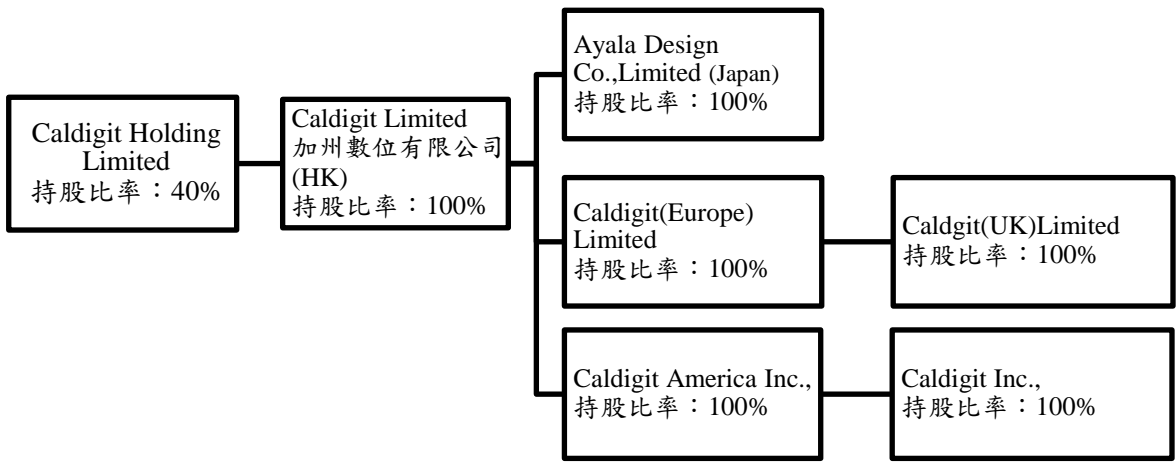 Caldigit Holding
Limited
持股比率：40%
Caldigit Limited
加州數位有限公司
(HK)
持股比率：100%
Ayala Design
Co.,Limited (Japan)
持股比率：100%
Caldigit(Europe)
Limited
持股比率：100%
Caldgit(UK)Limited
持股比率：100%
Caldigit America Inc.,
持股比率：100%
Caldigit Inc.,
持股比率：100%